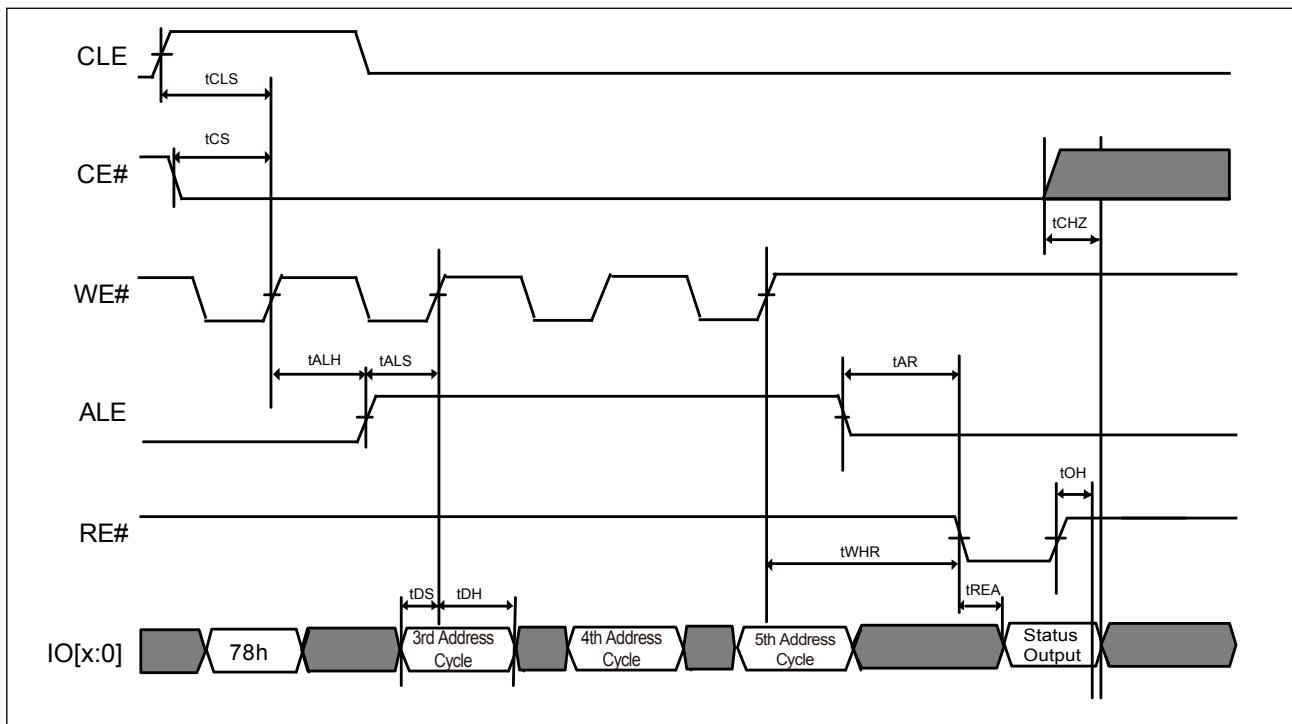 CLE
tCLS
tCS
CE#
tCHZ
WE#
tALH
tALS
tAR
ALE
tOH
RE#
tWHR
tDS
tDH
tREA
IO[x:0]
78h
3rd Address
Cycle
4th Address
Cycle
5th Address
Cycle
Status
Output